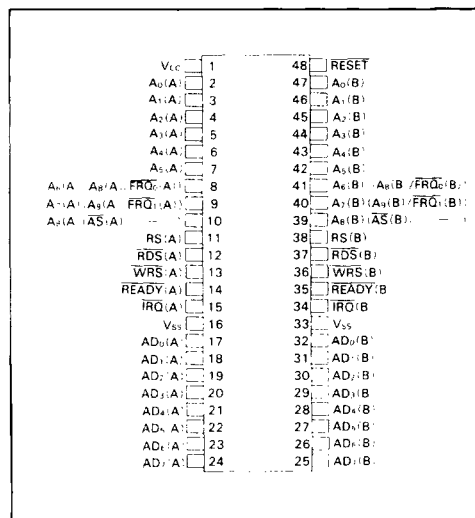 VCC 1 48 RESET
A0(A) 2 47 A0(B)
A1(A) 3 46 A1(B)
A2(A) 4 45 A2(B)
A3(A) 5 44 A3(B)
A4(A) 6 43 A4(B)
A5(A) 7 42 A5(B)
A6(A A8(A FRQ0 A)) 8 41 A6(B) A8(B /FRQ0(B)
A9(A FRQ1(A)) 9 40 A7(B)(A9(B)/FRQ1(B))
(AS)(A) 10 39 A8(B)(AS(B)
RS(A) 11 38 RS(B)
RDS(A) 12 37 RDS(B)
WRS(A) 13 36 WRS(B)
READY(A) 14 35 READY(B
IRQ(A) 15 34 IRQ(B
VSS 16 33 VSS
AD0(A) 17 32 AD0(B)
AD1(A) 18 31 AD1(B)
AD2(A) 19 30 AD2(B)
AD3(A) 20 29 AD3(B
AD4(A) 21 28 AD4(B)
AD5(A) 22 27 AD5(B)
AD6(A) 23 26 AD6(B)
AD7(A) 24 25 AD7(B)